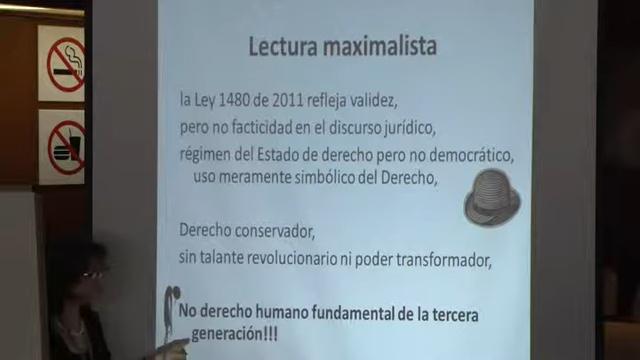 Lectura maximalista
la Ley 1480 de 2011 refleja validez,
pero no facticidad en el discurso jurídico,
régimen del Estado de derecho pero no democrático,
uso meramente simbólico del Derecho,
Derecho conservador,
sin talante revolucionario ni poder transformador,
No derecho humano fundamental de la tercera
generación!!!